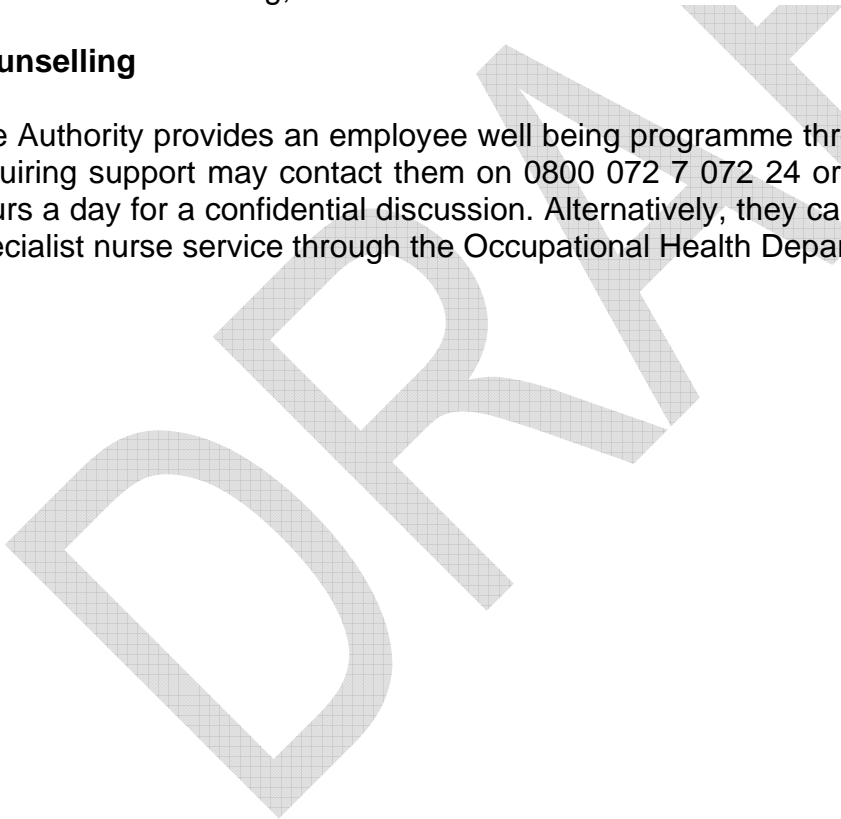 unselling
e Authority provides an employee well being programme thr
uiring support may contact them on 0800 072 7 072 24 or
urs a day for a confidential discussion. Alternatively, they ca
ecialist nurse service through the Occupational Health Depar
DRAF